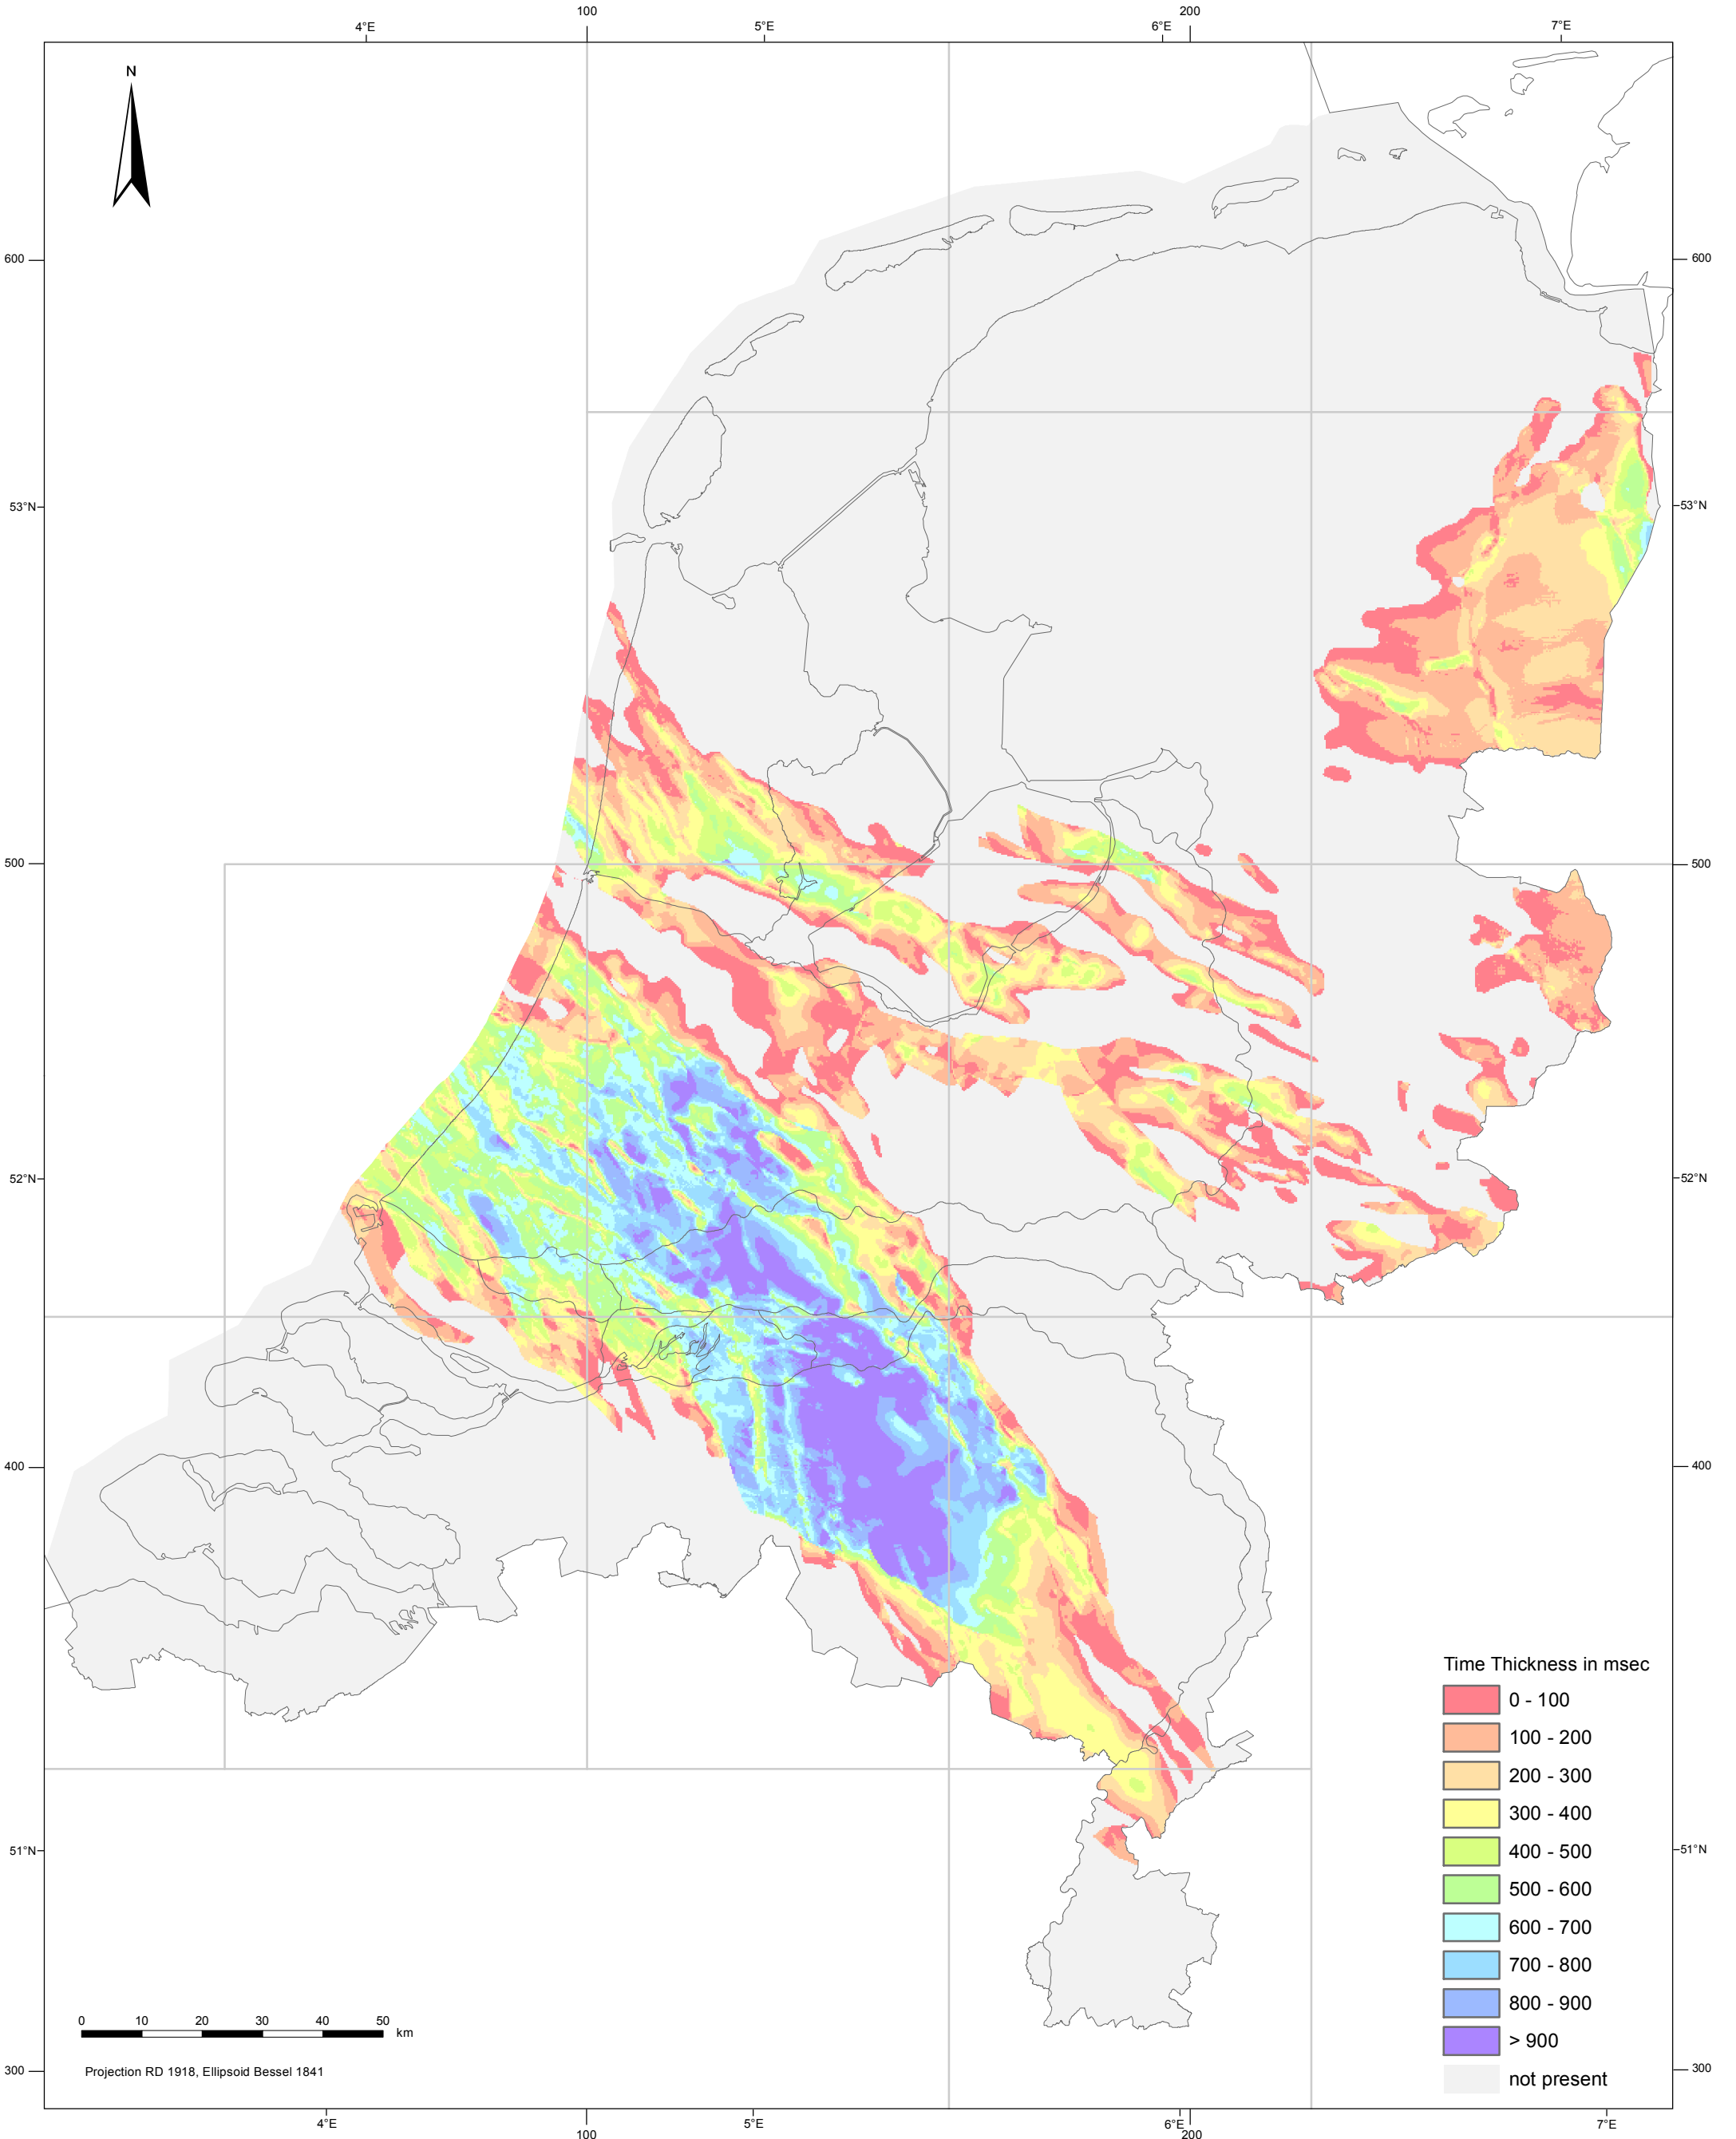 100 200
4°E 5°E 6°E 7°E
N
600 600
53°N 53°N
500 500
52°N 52°N
400 400
Time Thickness in msec
0 - 100
100 - 200
200 - 300
300 - 400
400 - 500
51°N 51°N
500 - 600
600 - 700
700 - 800
800 - 900
0 10 20 30 40 50 km
> 900
Projection RD 1918, Ellipsoid Bessel 1841
300 300
not present
4°E 5°E 6°E 7°E
100 200